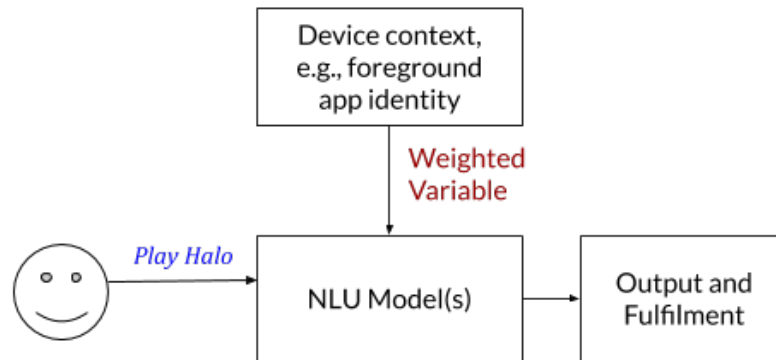 Device context,
e.g., foreground
app identity
Weighted
Variable
Play Halo
NLU Model(s)
Output and
Fulfilment